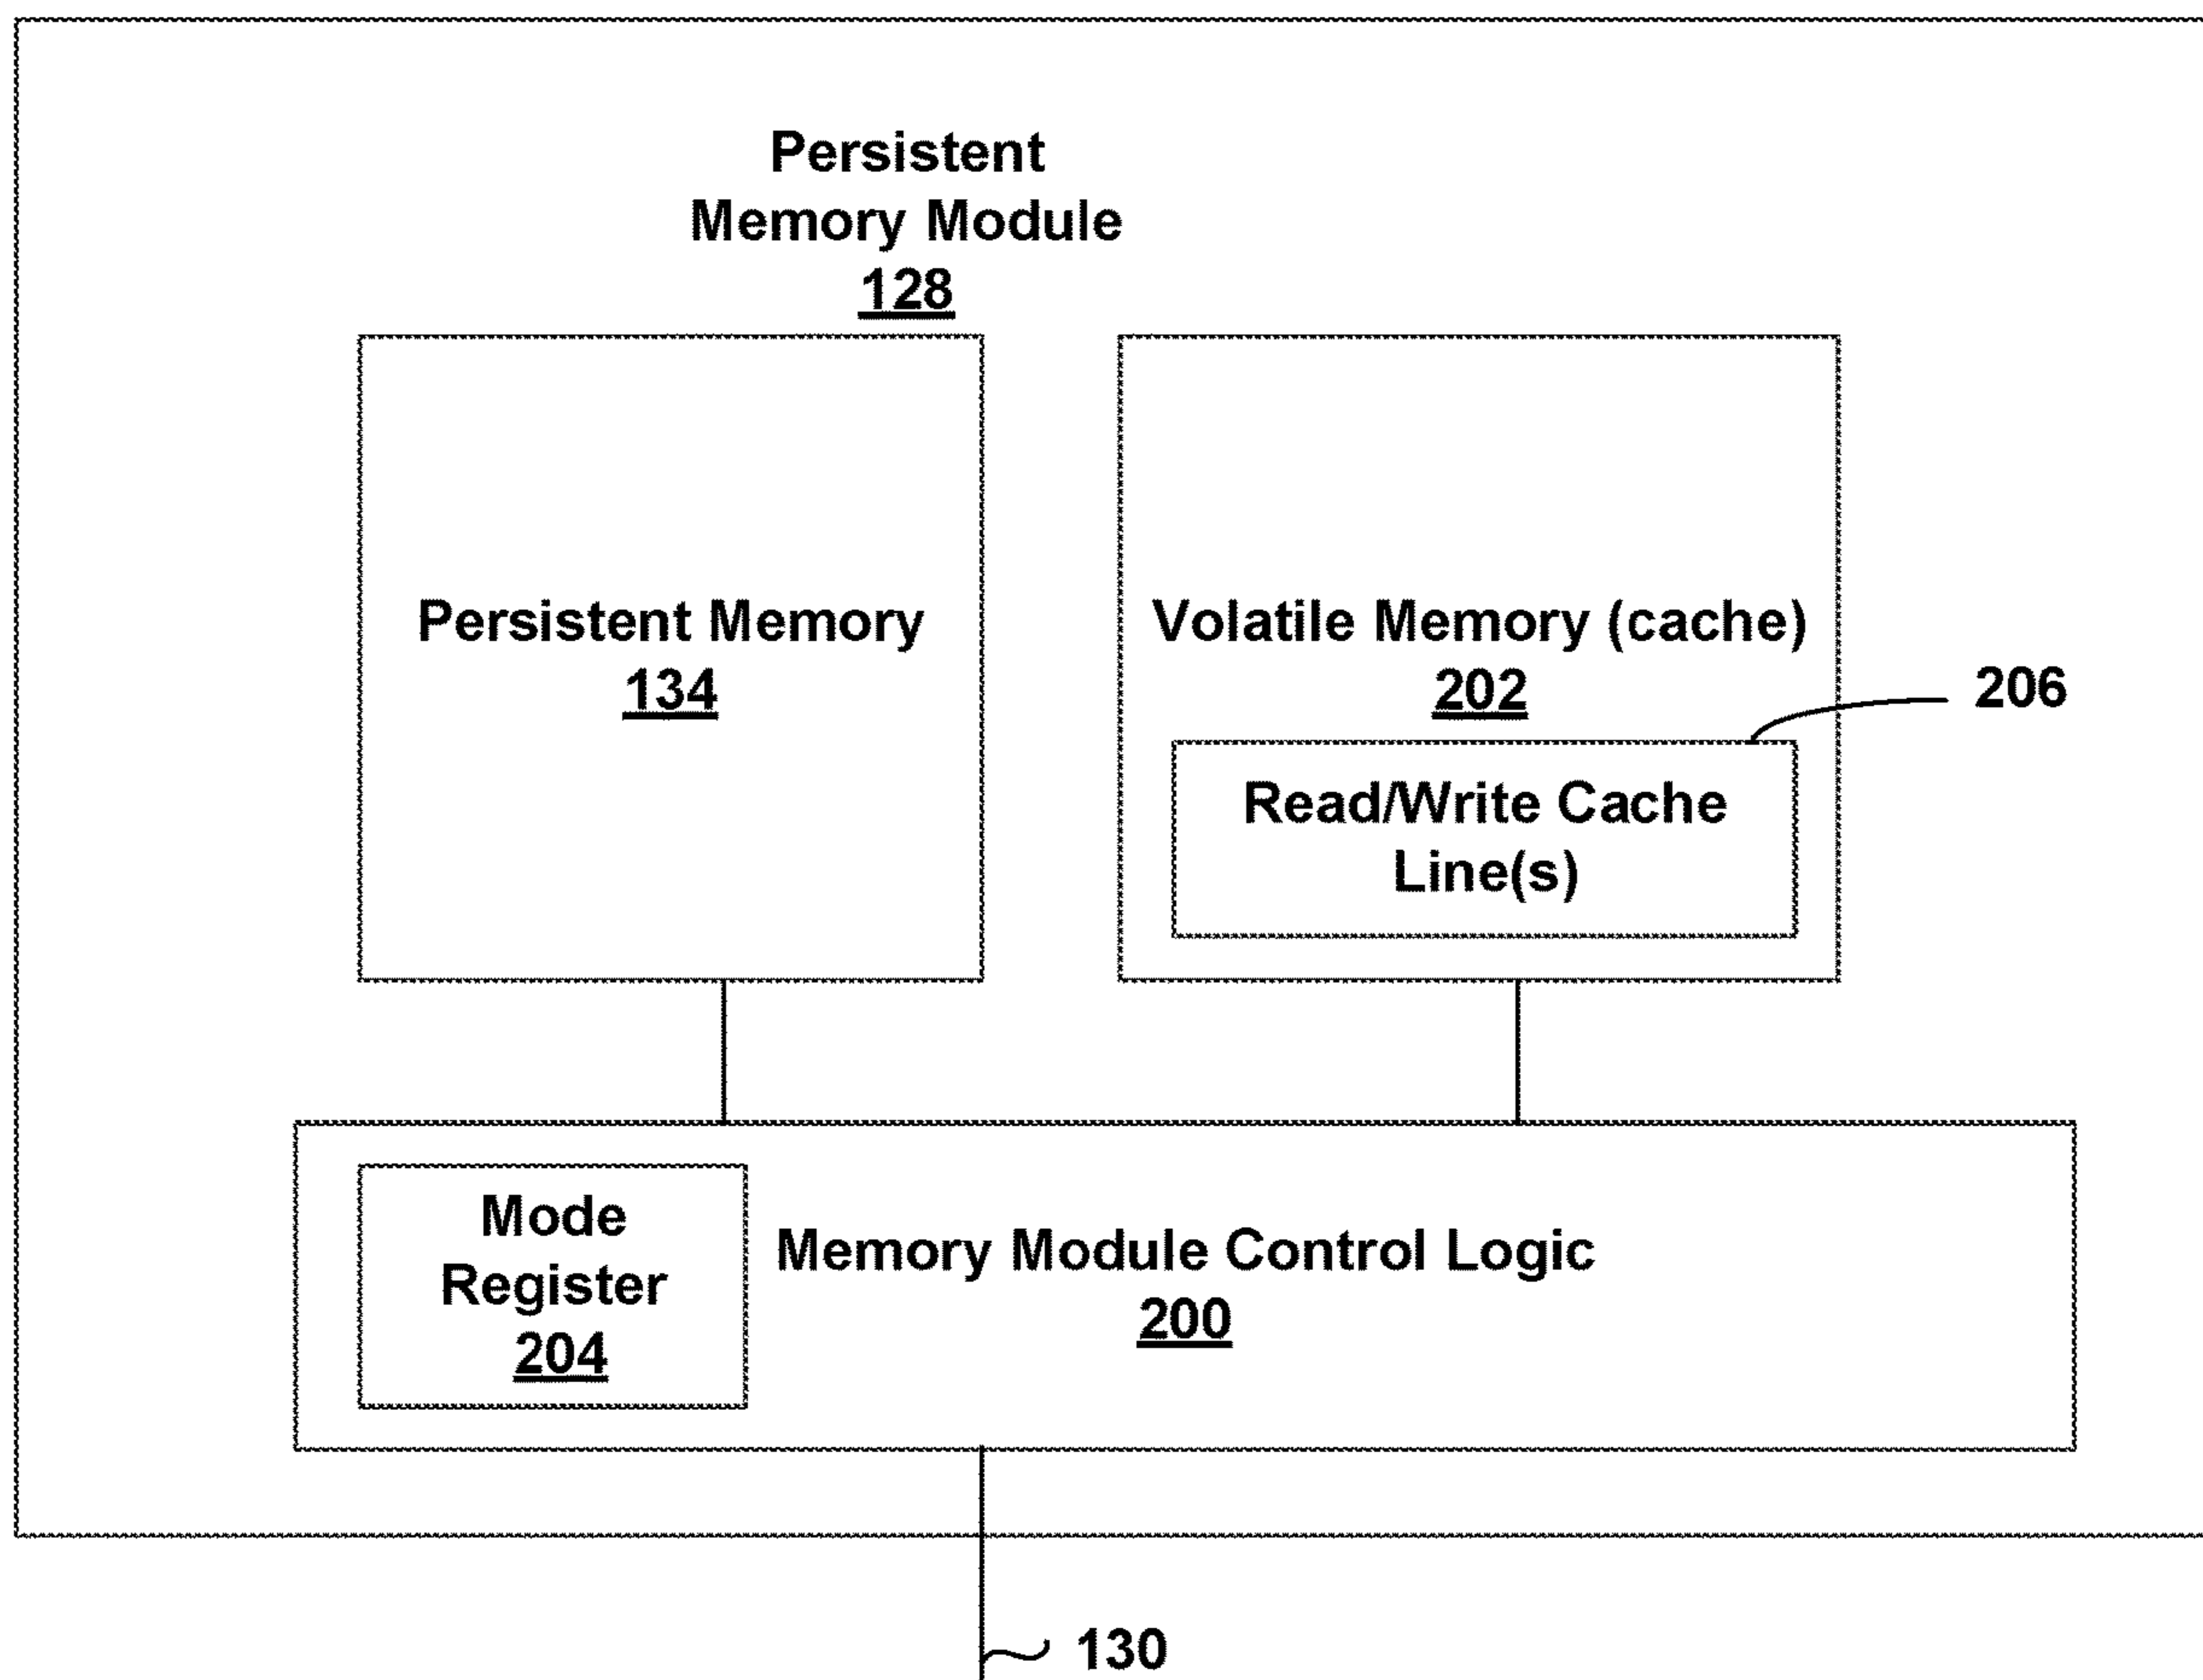 Persistent
Memory Module
128
Persistent Memory
134
Volatile Memory (cache)
202
206
Read/Write Cache
Line(s)
Mode
Register
204
Memory Module Control Logic
200
130